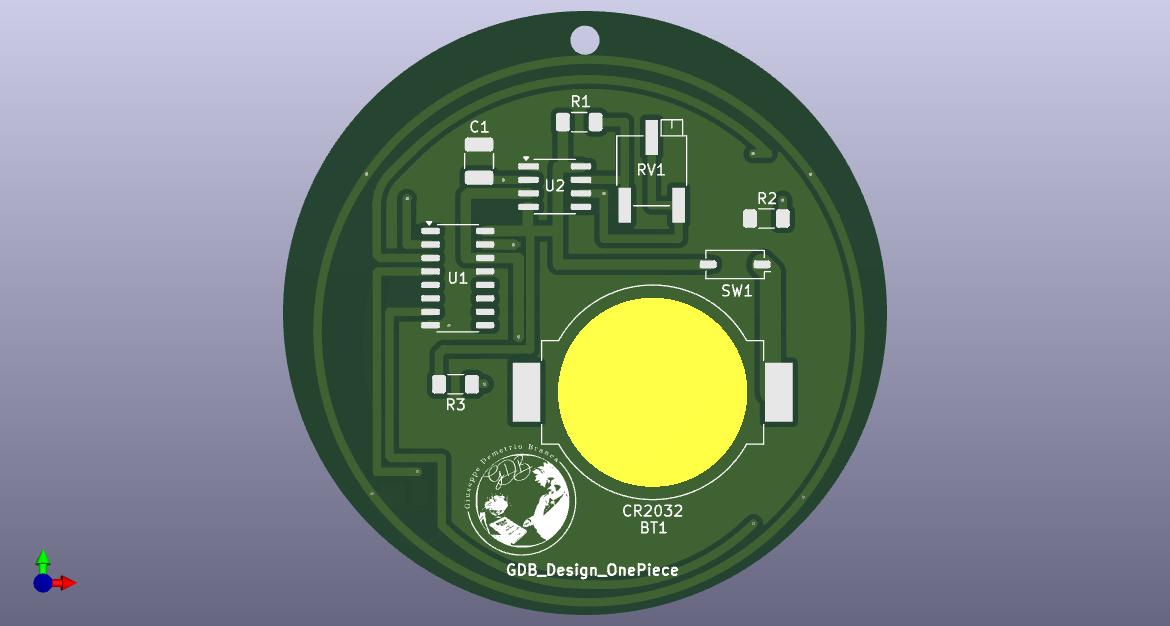 R1
C1
RV1
U2
R2
U1
SW1
R3
Giuseppe Demetrio Branca
GDB
CR2032
BT1
GDB_Design_OnePiece